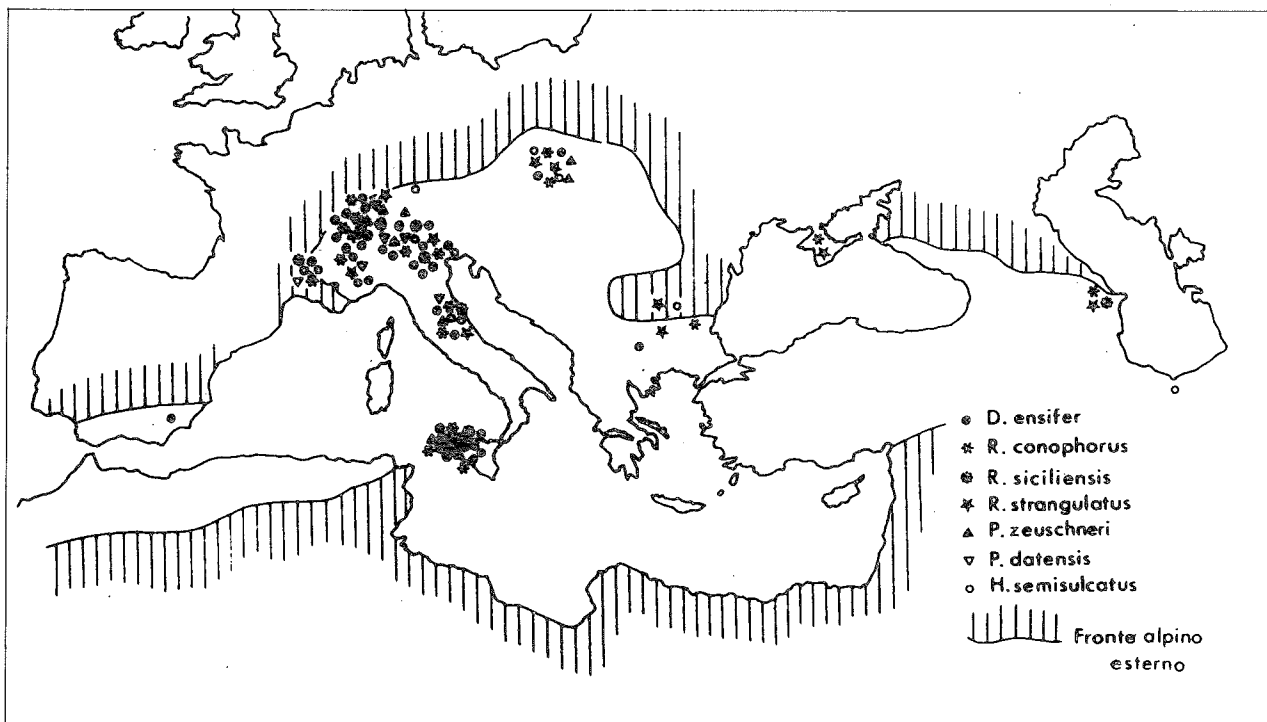 D. ensifer
R. conophorus
R. siciliensis
R. strangulatus
P. zeuschneri
P. datensis
H. semisulcatus
Fronte alpino
esterno